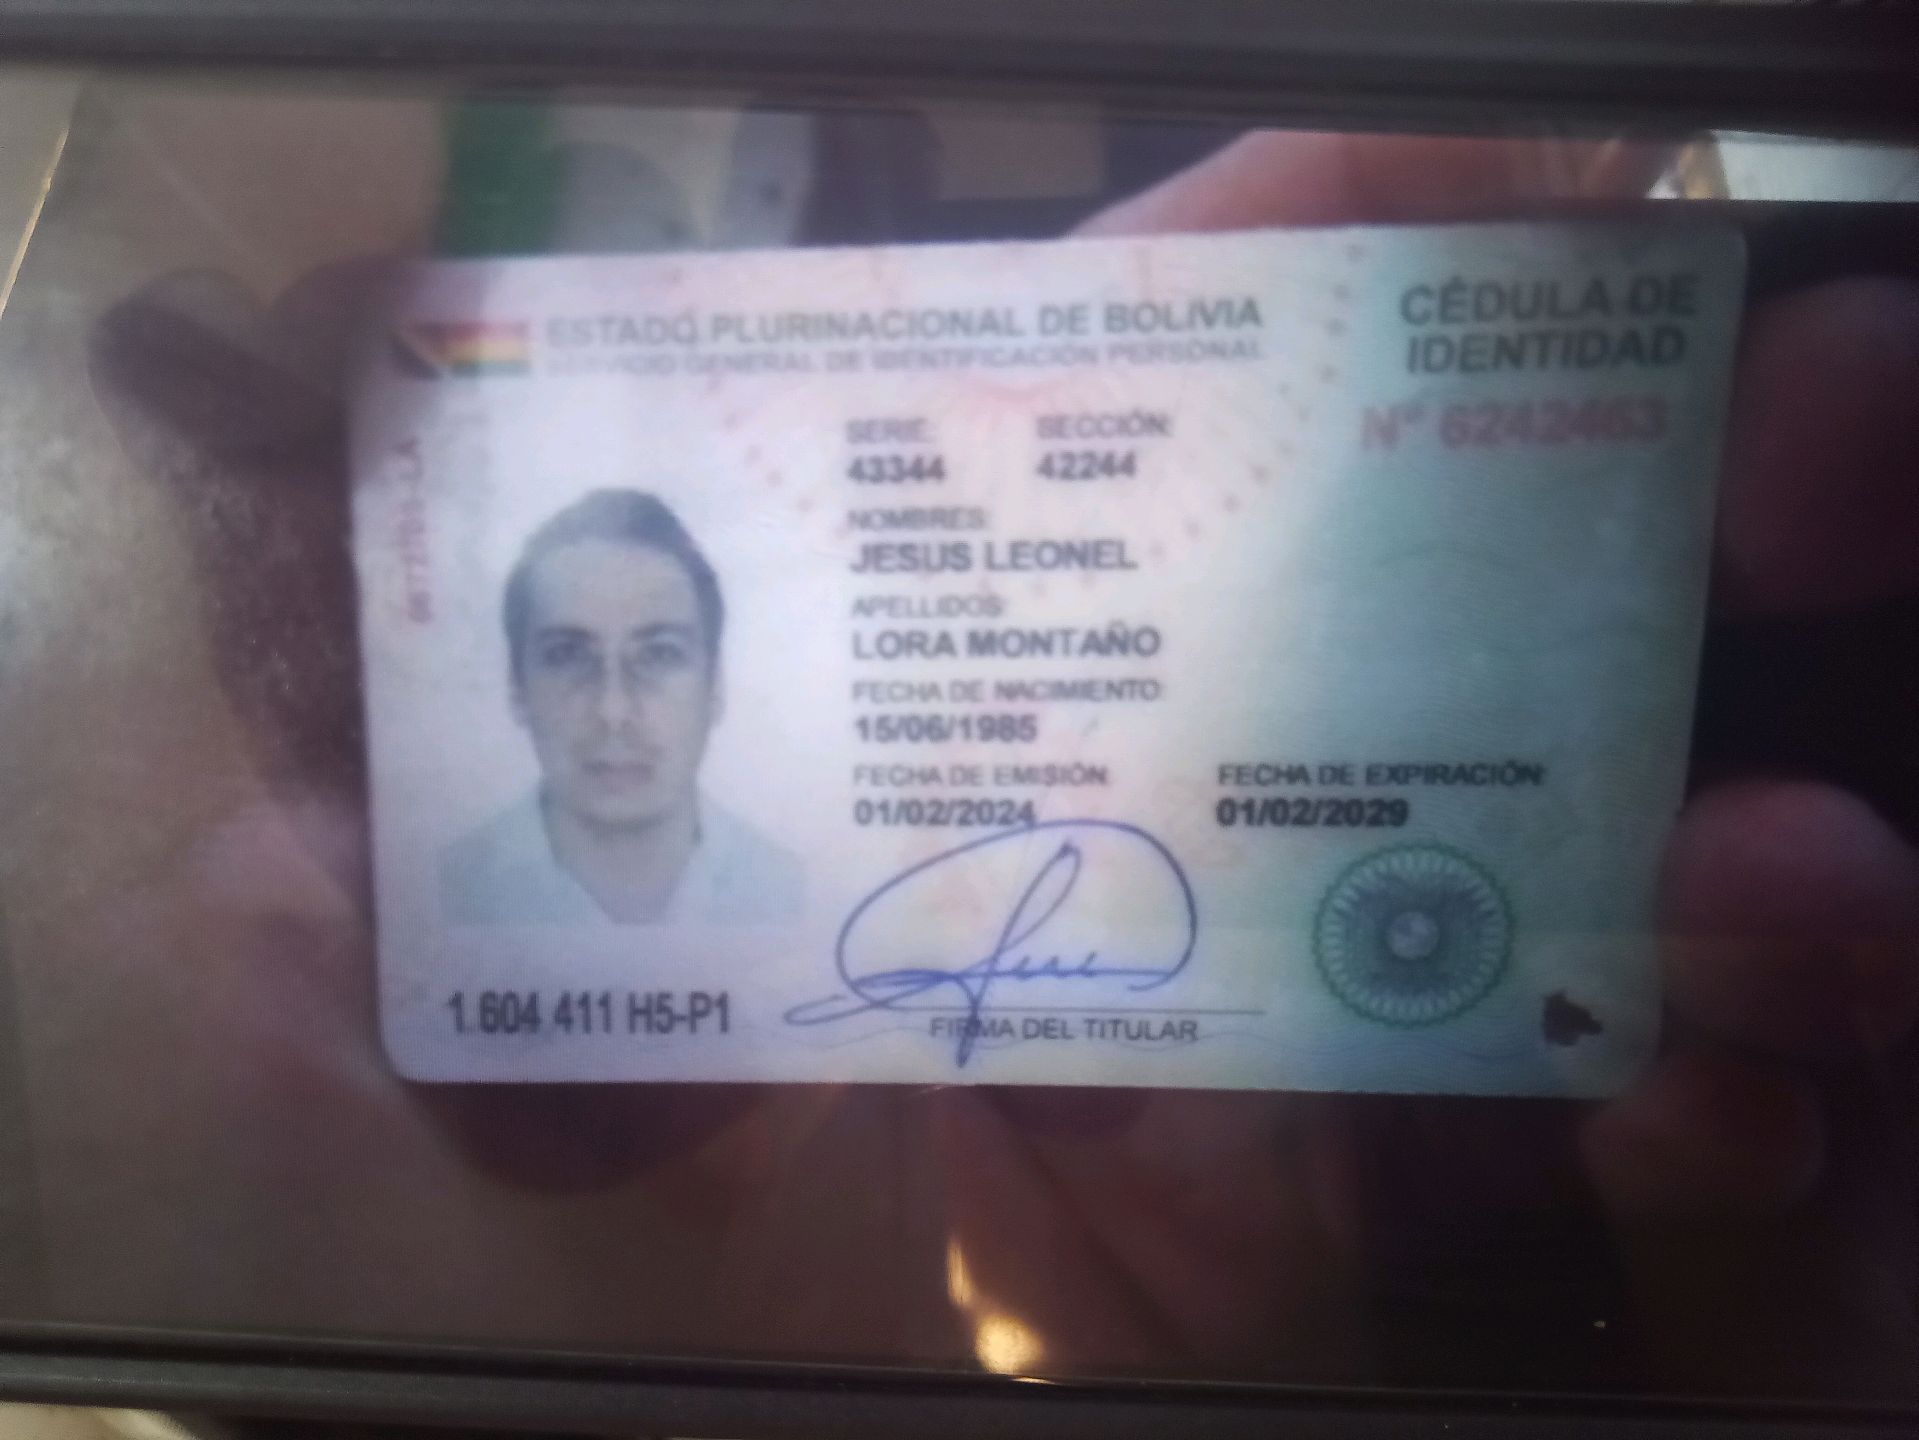 ESTADO PLURINACIONAL DE BOLIVIA
SERVICIO GENERAL DE IDENTIFICACIÓN PERSONAL
CÉDULA DE
IDENTIDAD
Nº 62424
SERIE: SECCIÓN:
43344 42244
NOMBRES:
JESUS LEONEL
APELLIDOS:
LORA MONTAÑO
FECHA DE NACIMIENTO:
15/06/1985
FECHA DE EMISIÓN: FECHA DE EXPIRACIÓN:
01/02/2024 01/02/2029
1.604.411 H5-P1
FIRMA DEL TITULAR